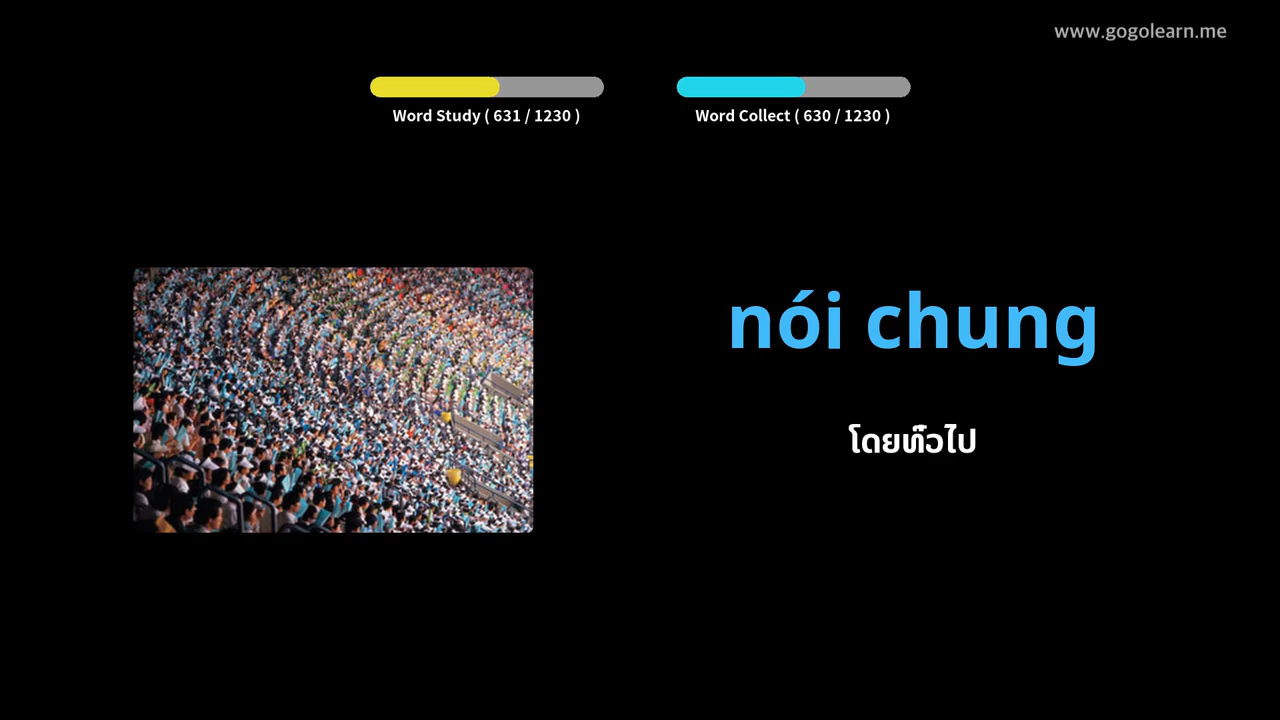 www.gogolearn.me
Word Study ( 631 / 1230 )
Word Collect ( 630 / 1230 )
nói chung
โดยทั่วไป